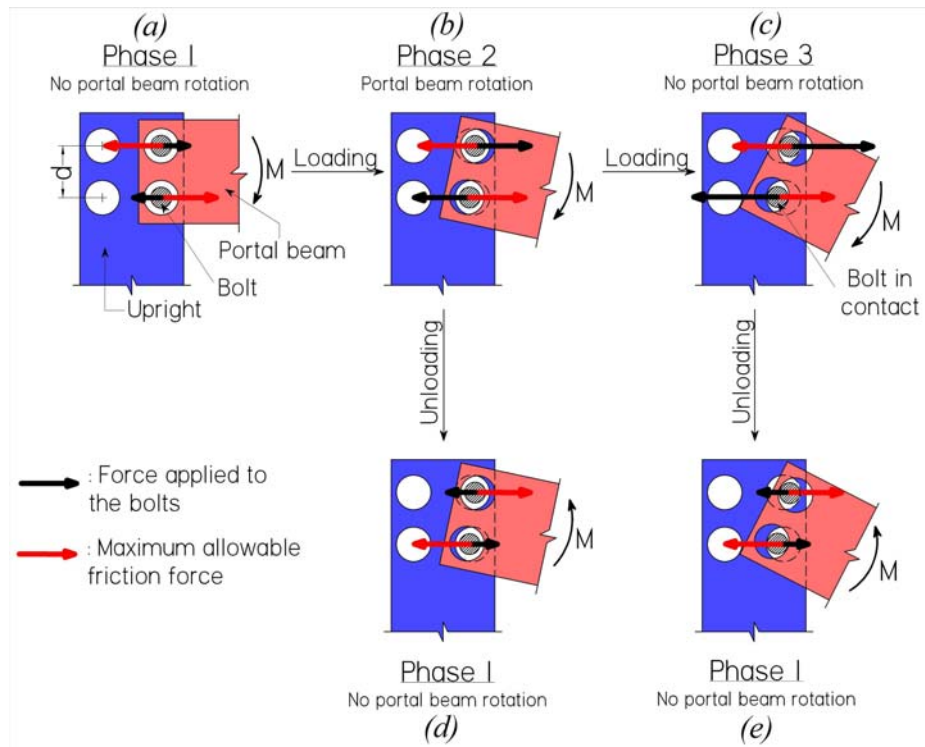 (a)
Phase 1
No portal beam rotation
(b)
Phase 2
Portal beam rotation
(c)
Phase 3
No portal beam rotation
d
M
Loading
M
Loading
M
Portal beam
Bolt
Upright
Bolt in
contact
Unloading
Unloading
: Force applied to
the bolts
: Maximum allowable
friction force
M
M
Phase 1
No portal beam rotation
(d)
Phase 1
No portal beam rotation
(e)